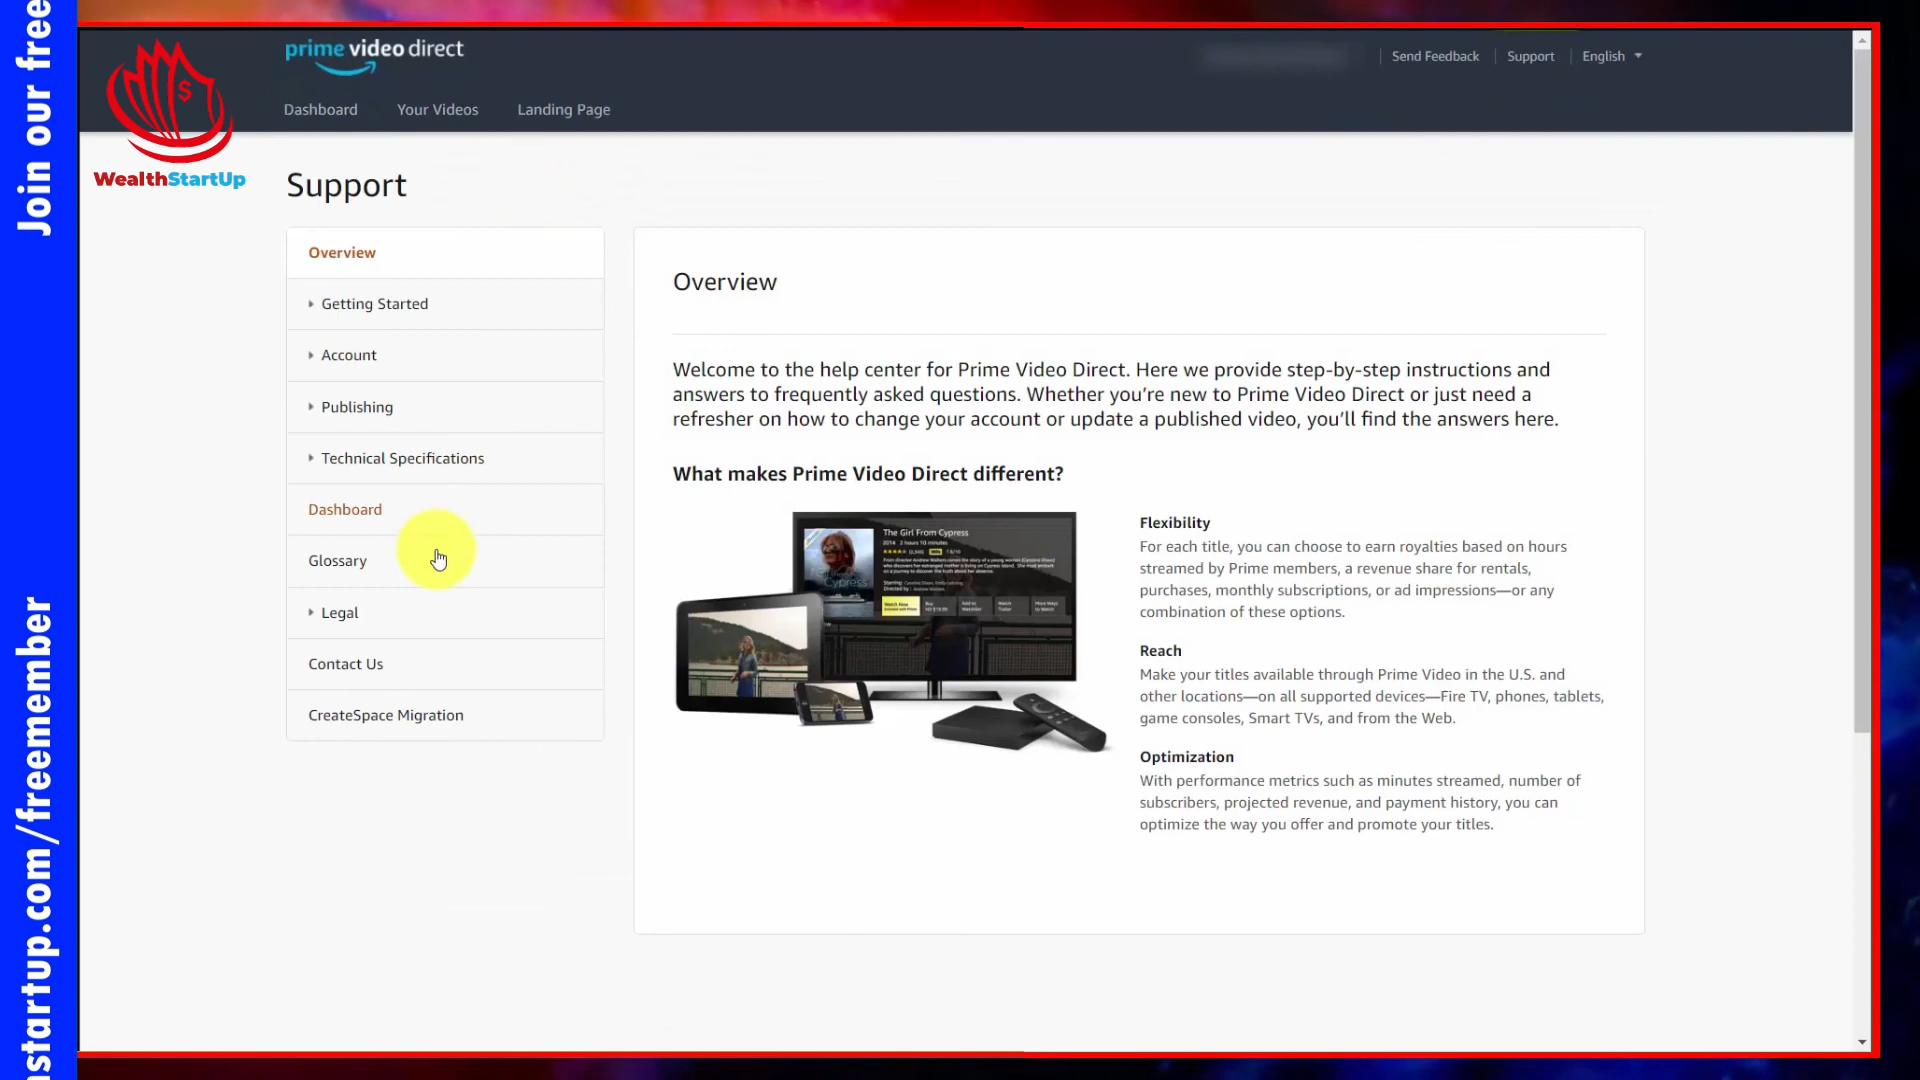 Join our free
nstartup.com/freemember
WealthStartUp
prime video direct
Send Feedback
Support
English
Dashboard
Your Videos
Landing Page
Support
Overview
Getting Started
Account
Publishing
Technical Specifications
Dashboard
Glossary
Legal
Contact Us
CreateSpace Migration
Overview
Welcome to the help center for Prime Video Direct. Here we provide step-by-step instructions and
answers to frequently asked questions. Whether you're new to Prime Video Direct or just need a
refresher on how to change your account or update a published video, you'll find the answers here.
What makes Prime Video Direct different?
The Girl From Cypress
2014 2 hours 10 minutes
Watch Now
Cypress
Flexibility
For each title, you can choose to earn royalties based on hours
streamed by Prime members, a revenue share for rentals,
purchases, monthly subscriptions, or ad impressions—or any
combination of these options.
Reach
Make your titles available through Prime Video in the U.S. and
other locations—on all supported devices—Fire TV, phones, tablets,
game consoles, Smart TVs, and from the Web.
Optimization
With performance metrics such as minutes streamed, number of
subscribers, projected revenue, and payment history, you can
optimize the way you offer and promote your titles.